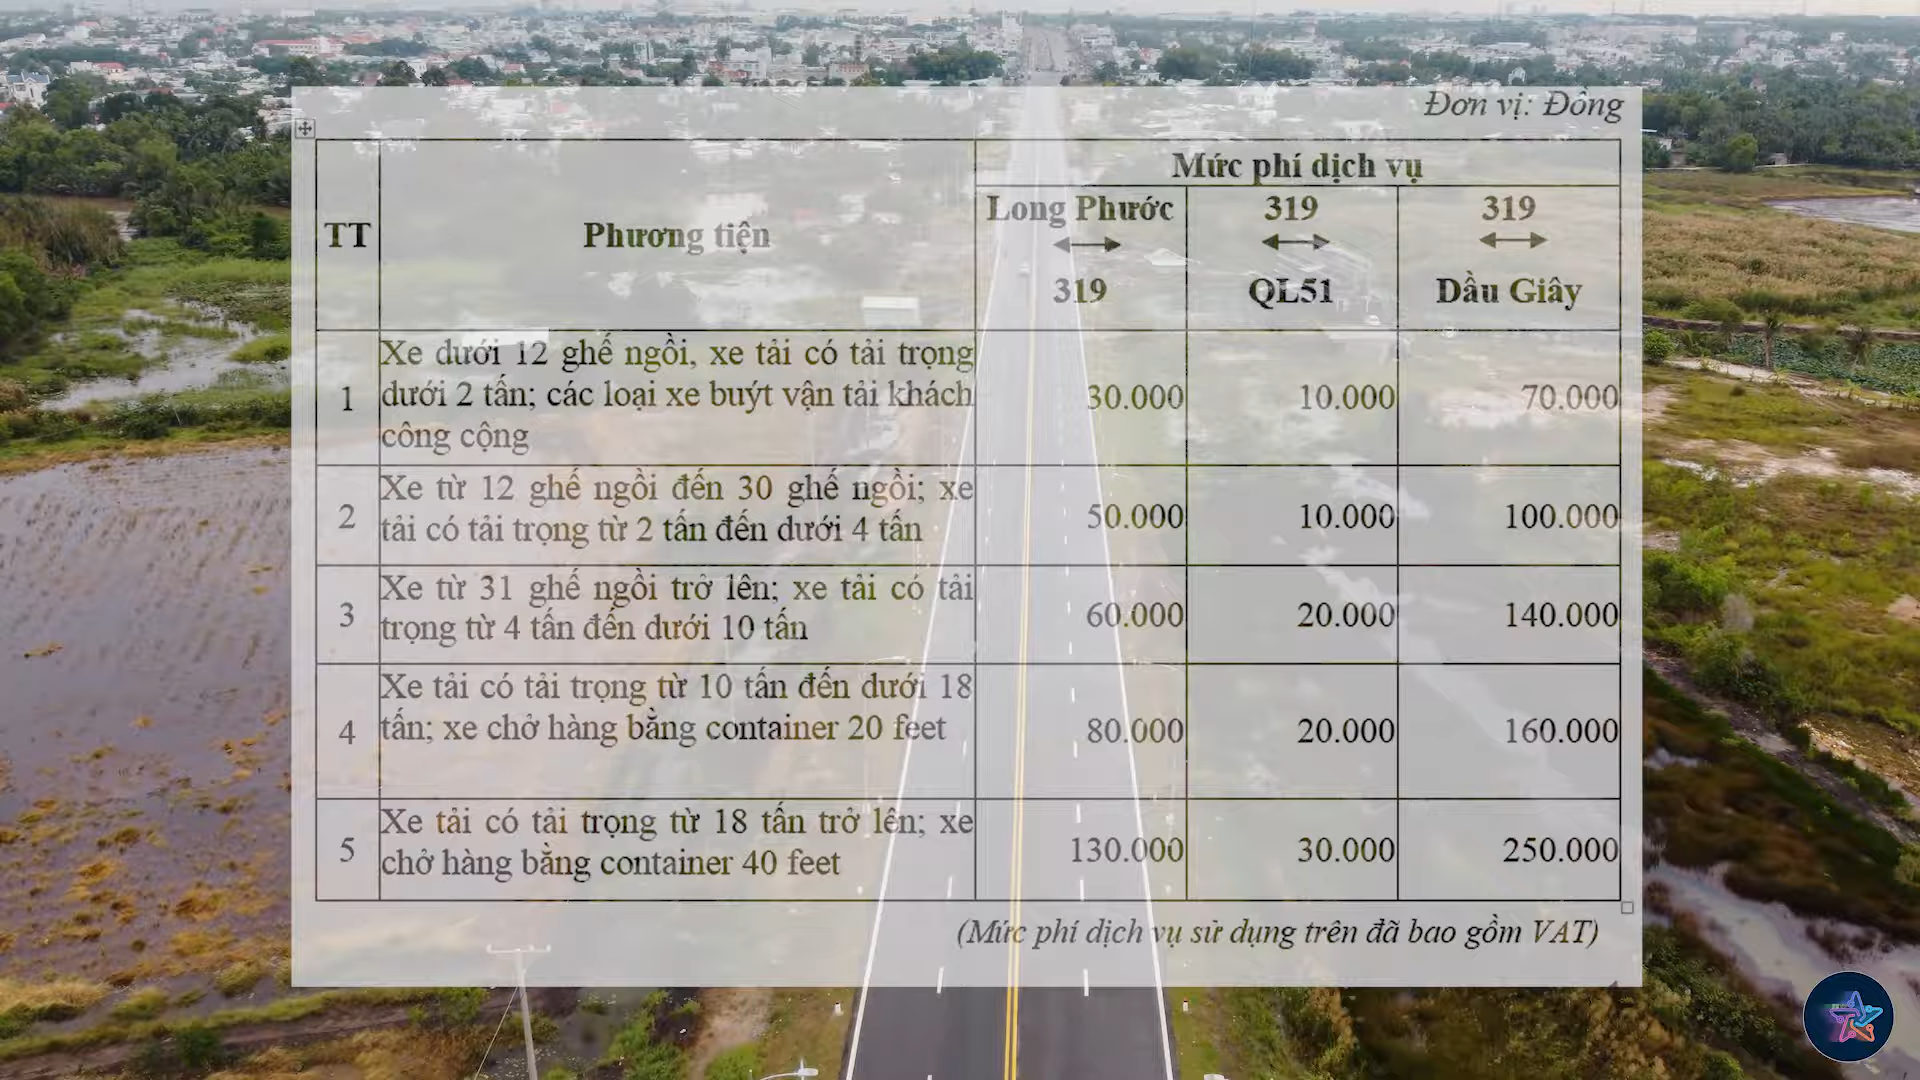 Đơn vị: Đồng
TT
Phương tiện
Mức phí dịch vụ
Long Phước
319
319
QL51
319
Dầu Giây
1
Xe dưới 12 ghế ngồi, xe tải có tải trọng
dưới 2 tấn; các loại xe buýt vận tải khách
công cộng
30.000
10.000
70.000
2
Xe từ 12 ghế ngồi đến 30 ghế ngồi; xe
tải có tải trọng từ 2 tấn đến dưới 4 tấn
50.000
10.000
100.000
3
Xe từ 31 ghế ngồi trở lên; xe tải có tải
trọng từ 4 tấn đến dưới 10 tấn
60.000
20.000
140.000
4
Xe tải có tải trọng từ 10 tấn đến dưới 18
tấn; xe chở hàng bằng container 20 feet
80.000
20.000
160.000
5
Xe tải có tải trọng từ 18 tấn trở lên; xe
chở hàng bằng container 40 feet
130.000
30.000
250.000
(Mức phí dịch vụ sử dụng trên đã bao gồm VAT)